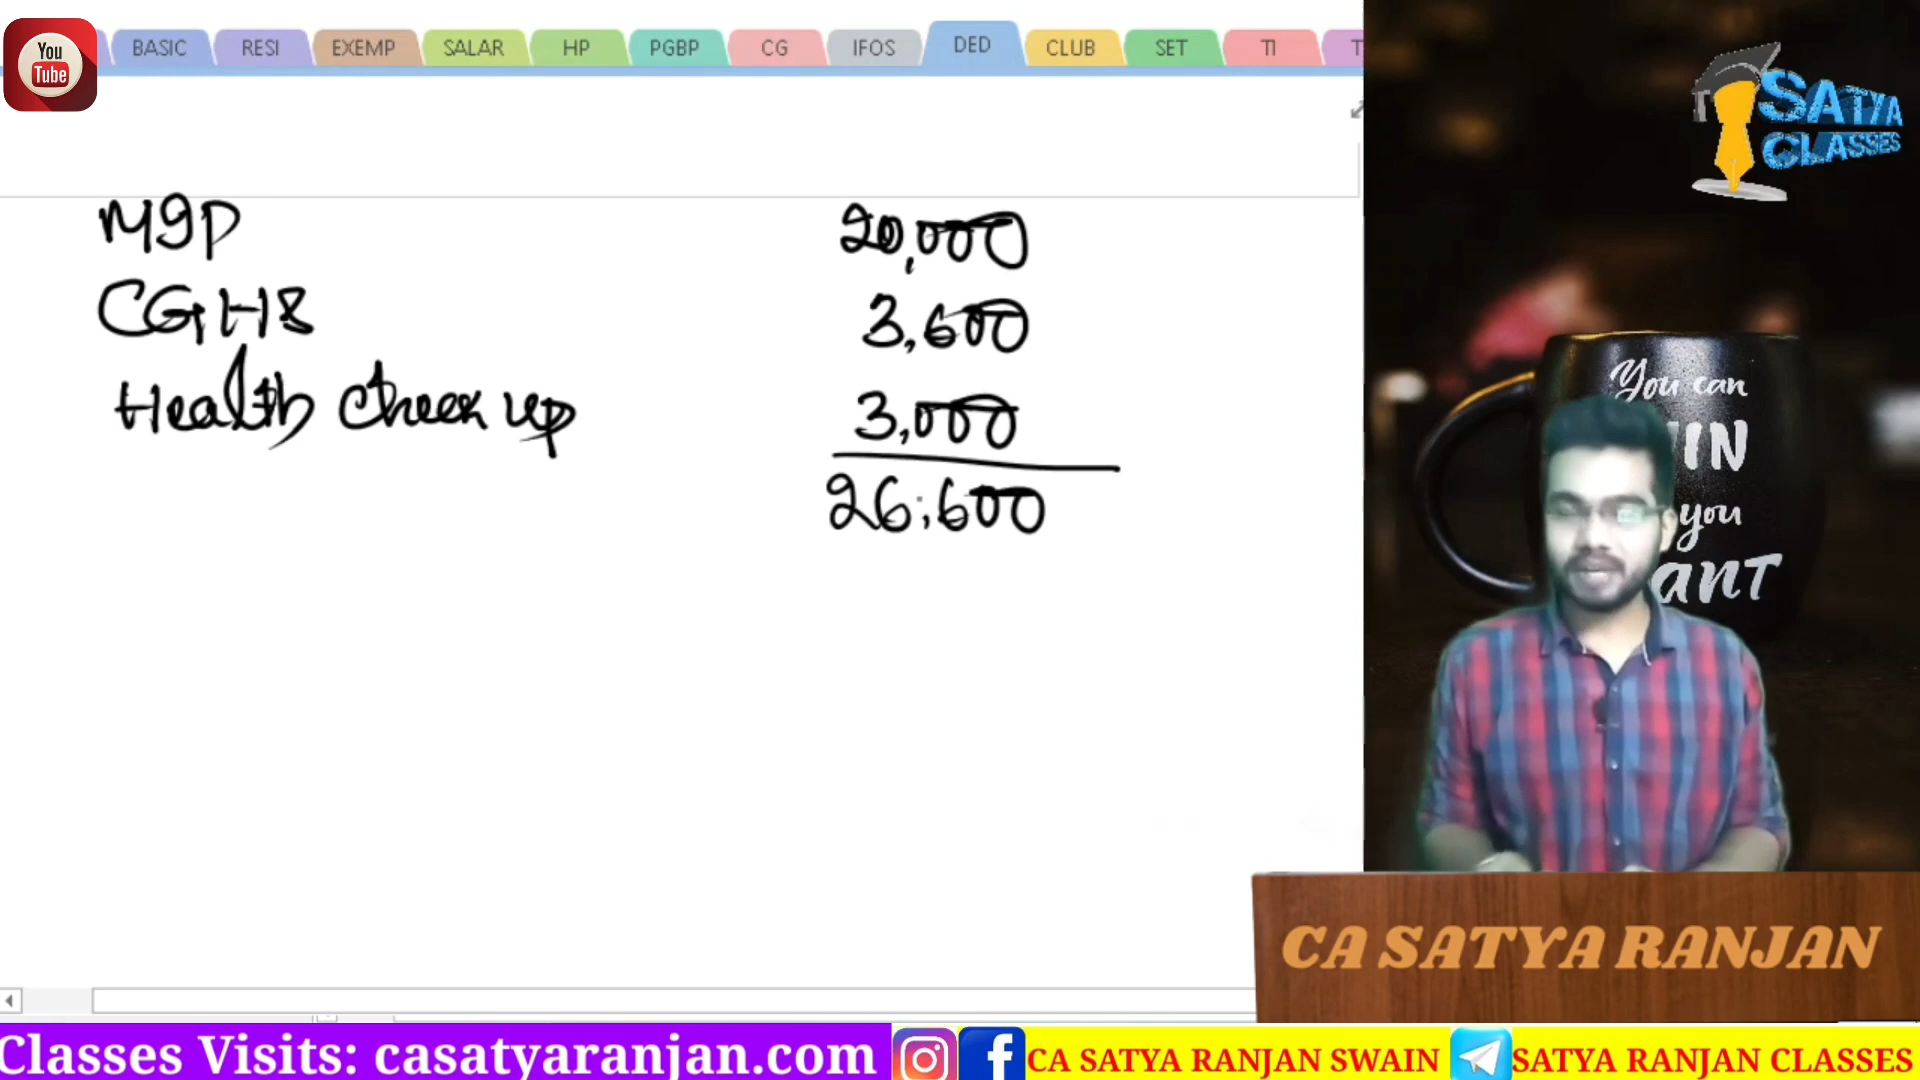 You
Tube
BASIC RESI EXEMP SALAR HP PGBP CG IFOS DED CLUB SET TI T
SATYA
CLASSES
MIP 20,000
CGHS 3,600
Health Check up 3,000
26,600
You can
IN
you
ANT
CA SATYA RANJAN
Classes Visits: casatyaranjan.com CA SATYA RANJAN SWAIN SATYA RANJAN CLASSES